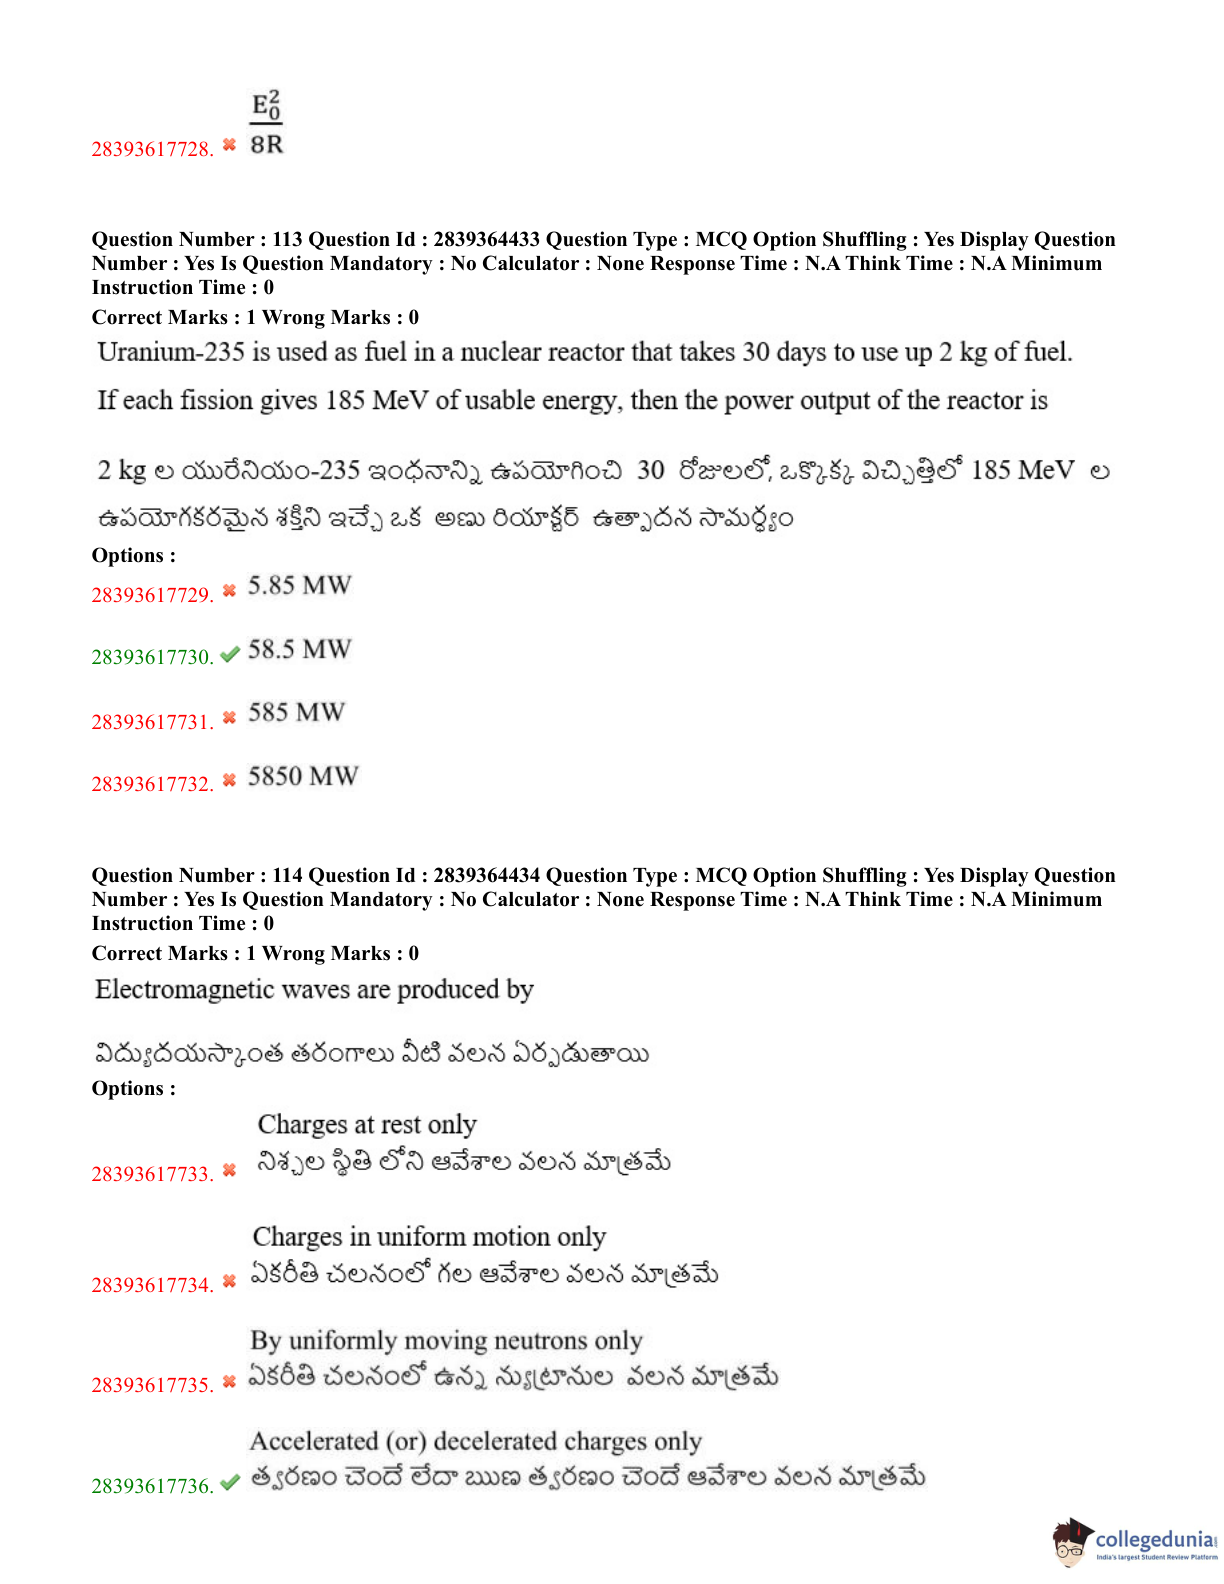 E₀²
8R
28393617728.
Question Number : 113 Question Id : 2839364433 Question Type : MCQ Option Shuffling : Yes Display Question
Number : Yes Is Question Mandatory : No Calculator : None Response Time : N.A Think Time : N.A Minimum
Instruction Time : 0
Correct Marks : 1 Wrong Marks : 0
Uranium-235 is used as fuel in a nuclear reactor that takes 30 days to use up 2 kg of fuel.
If each fission gives 185 MeV of usable energy, then the power output of the reactor is
2 kg ల యురేనియం-235 ఇంధనాన్ని ఉపయోగించి 30 రోజులలో, ఒక్కొక్క విచ్చిత్తిలో 185 MeV ల
ఉపయోగకరమైన శక్తిని ఇచ్చే ఒక అణు రియాక్టర్ ఉత్పాదన సామర్థ్యం
Options :
28393617729. 5.85 MW
28393617730. 58.5 MW
28393617731. 585 MW
28393617732. 5850 MW
Question Number : 114 Question Id : 2839364434 Question Type : MCQ Option Shuffling : Yes Display Question
Number : Yes Is Question Mandatory : No Calculator : None Response Time : N.A Think Time : N.A Minimum
Instruction Time : 0
Correct Marks : 1 Wrong Marks : 0
Electromagnetic waves are produced by
విద్యుదయస్కాంత తరంగాలు వీటి వలన ఏర్పడుతాయి
Options :
Charges at rest only
28393617733. నిశ్చల స్థితి లోని ఆవేశాల వలన మాత్రమే
Charges in uniform motion only
28393617734. ఏకరీతి చలనంలో గల ఆవేశాల వలన మాత్రమే
By uniformly moving neutrons only
28393617735. ఏకరీతి చలనంలో ఉన్న న్యుట్రానుల వలన మాత్రమే
Accelerated (or) decelerated charges only
28393617736. త్వరణం చెందే లేదా ఋణ త్వరణం చెందే ఆవేశాల వలన మాత్రమే
collegedunia
India's largest Student Review Platform